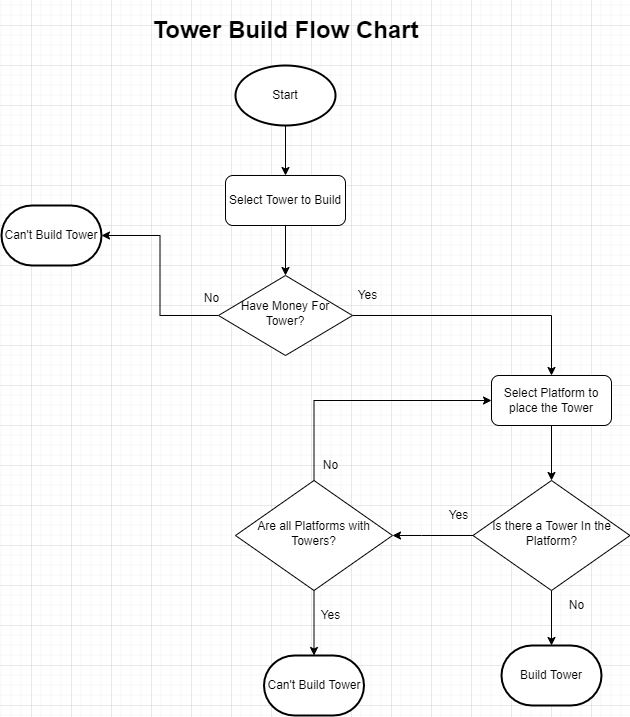 Tower Build Flow Chart
Start
Select Tower to Build
Can't Build Tower
No
Have Money For
Tower?
Yes
Select Platform to
place the Tower
No
Are all Platforms with
Towers?
Yes
Is there a Tower In the
Platform?
Yes
No
Can't Build Tower
Build Tower